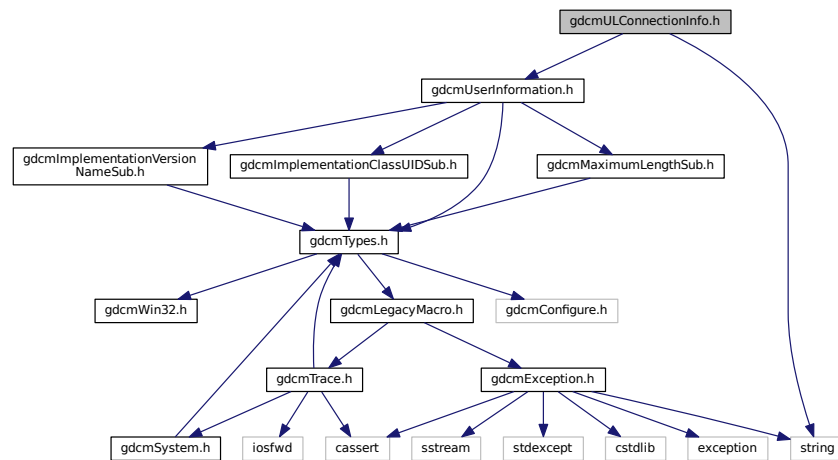 gdcmULConnectionInfo.h
gdcmUserInformation.h
gdcmImplementationVersion
NameSub.h
gdcmImplementationClassUIDSub.h
gdcmMaximumLengthSub.h
gdcmTypes.h
gdcmWin32.h
gdcmLegacyMacro.h
gdcmConfigure.h
gdcmTrace.h
gdcmException.h
gdcmSystem.h
iosfwd
cassert
sstream
stdexcept
cstdlib
exception
string